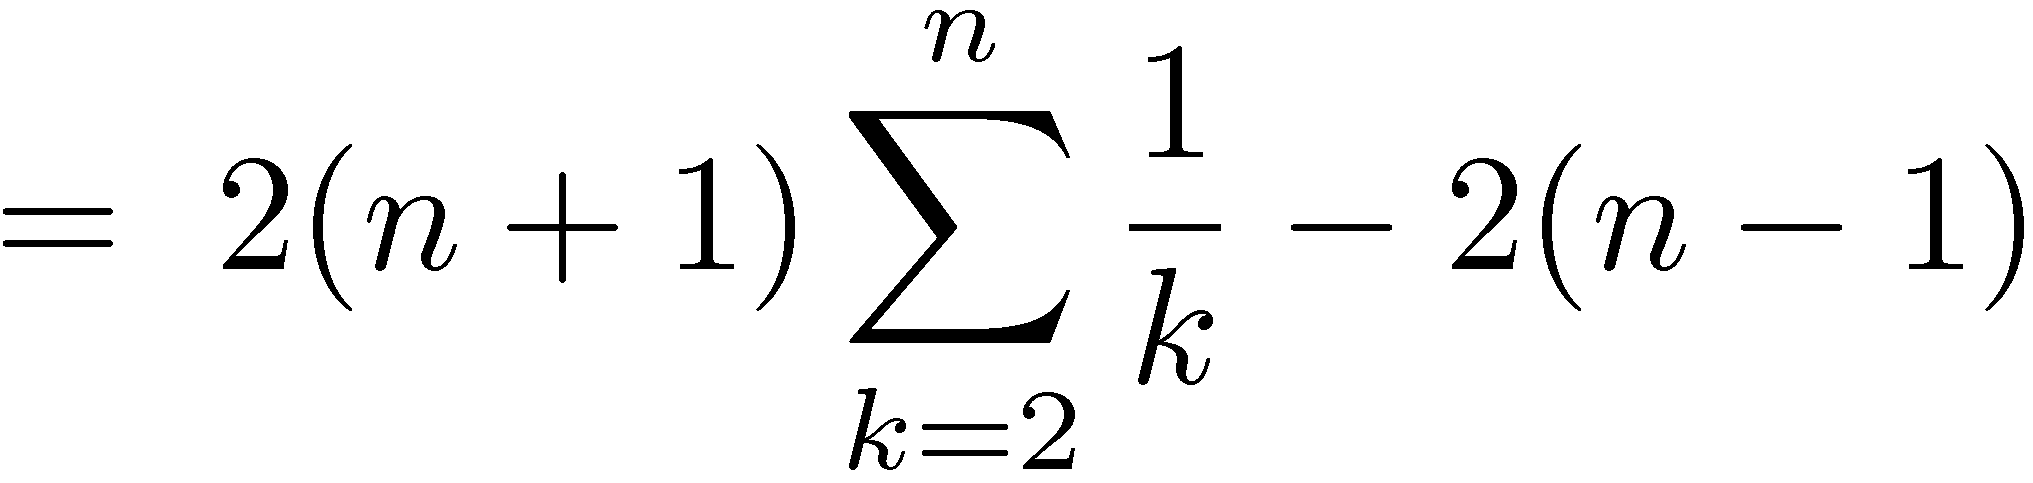 $= \ 2(n+1)\sum_{k=2}^{n} \frac{1}{k} - 2(n-1)$